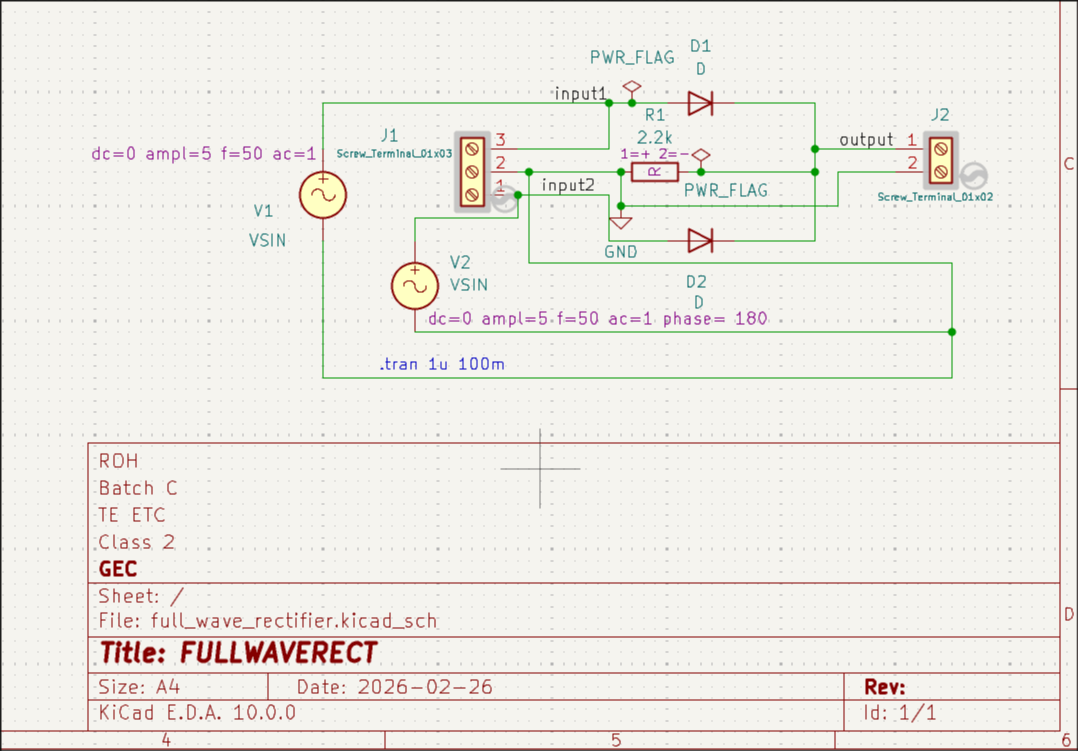 D1
PWR_FLAG
D
input1
R1
J1
J2
2.2k
3
output
1
dc=0 ampl=5 f=50 ac=1
Screw_Terminal_01x03
1=+ 2=-
2
2
R
C
1
input2
PWR_FLAG
Screw_Terminal_01x02
V1
VSIN
GND
V2
VSIN
D2
D
dc=0 ampl=5 f=50 ac=1 phase= 180
.tran 1u 100m
ROH
Batch C
TE ETC
Class 2
GEC
Sheet: /
File: full_wave_rectifier.kicad_sch
D
Title: FULLWAVERECT
Size: A4
Date: 2026-02-26
Rev:
KiCad E.D.A. 10.0.0
Id: 1/1
4
5
6